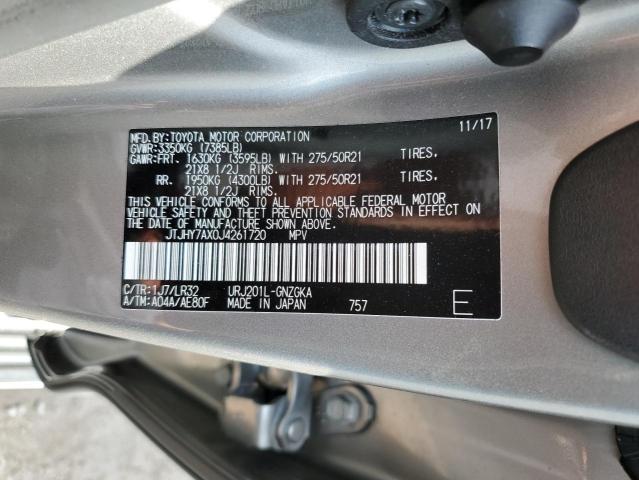 MFD. BY:TOYOTA MOTOR CORPORATION 11/17
GVWR:3350KG (7385LB)
GAWR:FRT. 1630KG (3595LB) WITH 275/50R21 TIRES,
21X8 1/2J RIMS.
RR. 1950KG (4300LB) WITH 275/50R21 TIRES,
21X8 1/2J RIMS.
THIS VEHICLE CONFORMS TO ALL APPLICABLE FEDERAL MOTOR
VEHICLE SAFETY AND THEFT PREVENTION STANDARDS IN EFFECT
ON THE DATE OF MANUFACTURE SHOWN ABOVE.
JTJHY7AX0J4261720 MPV
C/TR:1J7/LR32 URJ201L-GNZGKA
A/TM:A04A/AE80F MADE IN JAPAN 757 E